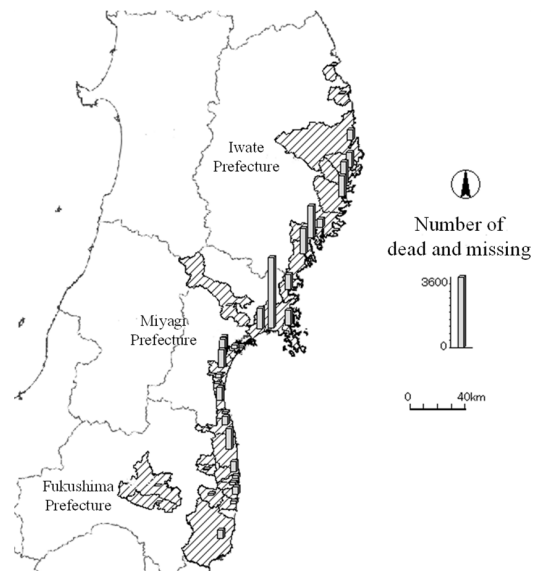 Iwate
Prefecture
Number of
dead and missing
3600
0
Miyagi
Prefecture
0
40km
Fukushima
Prefecture